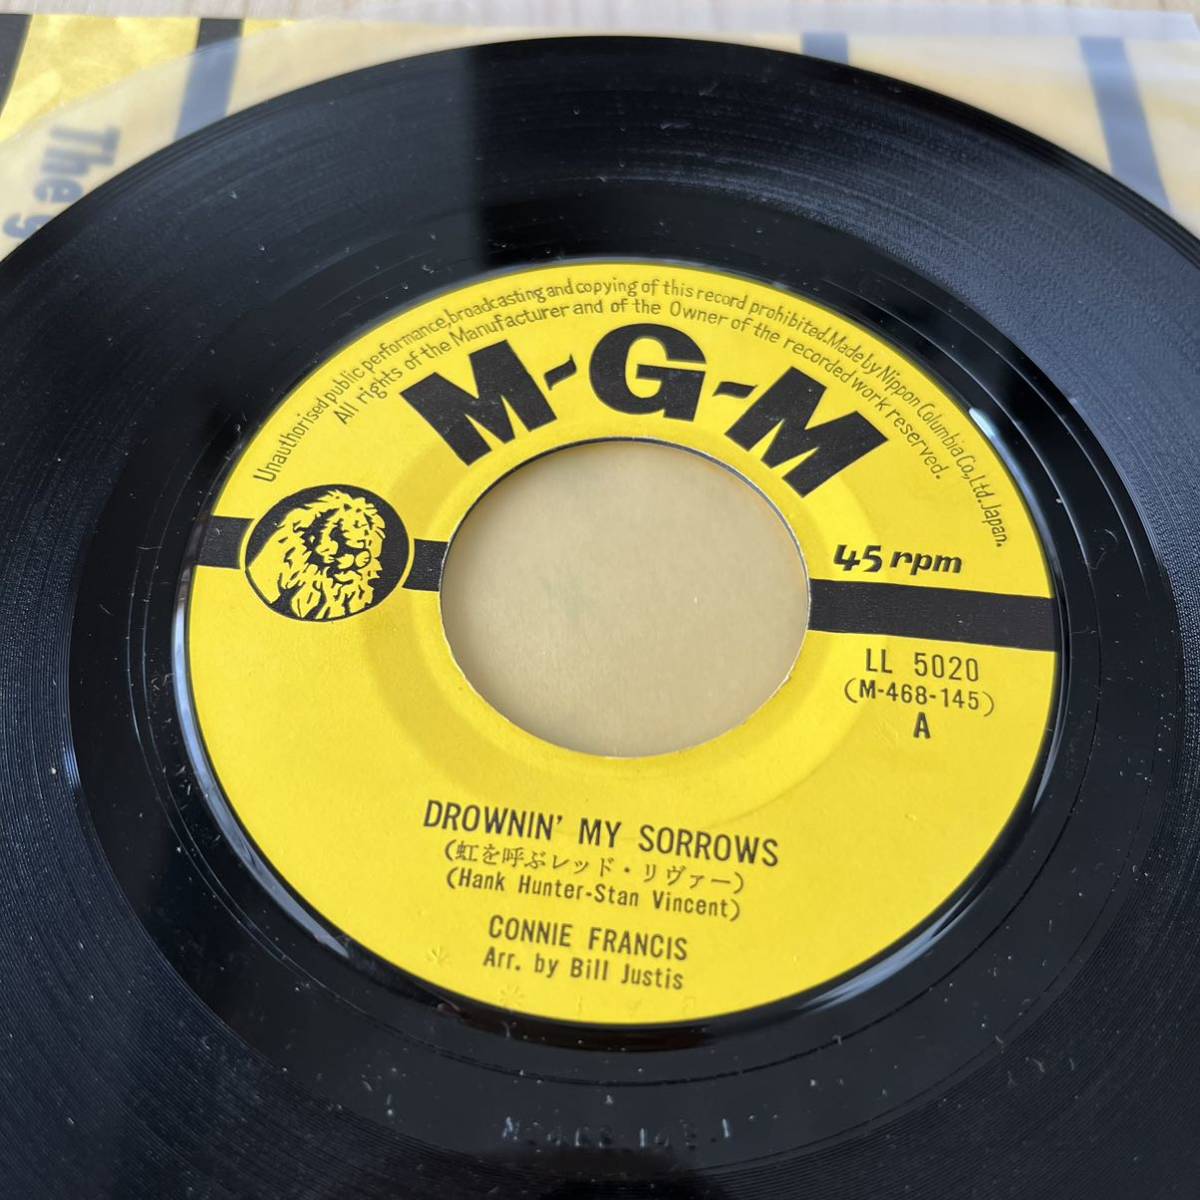 The
Unauthorised public performance, broadcasting and copying of this record prohibited. Made by Nippon Columbia Co., Ltd. Japan.
All rights of the Manufacturer and of the Owner of the recorded work reserved.
M-G-M
45 rpm
LL 5020
(M-468-145)
A
DROWNIN' MY SORROWS
(虹を呼ぶレッド・リヴァー)
(Hank Hunter-Stan Vincent)
CONNIE FRANCIS
Arr. by Bill Justis